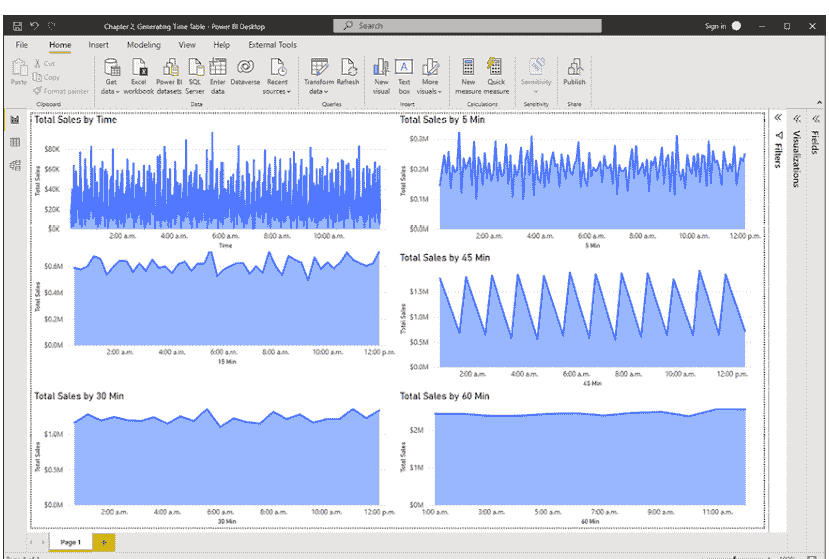 Chapter 2, Generating Time Table - Power BI Desktop
Search
Sign in
File Home Insert Modeling View Help External Tools
Paste
Cut
Copy
Format painter
Clipboard
Get data
Excel workbook
Power BI datasets
SQL Server
Enter data
Dataverse
Recent sources
Data
Transform data
Refresh
Queries
New visual
Text box
More visuals
Insert
New measure
Quick measure
Calculations
Sensitivity
Sensitivity
Publish
Share
Total Sales by Time
Total Sales
$80K
$60K
$40K
$20K
$0K
2:00 a.m. 4:00 a.m. 6:00 a.m. 8:00 a.m. 10:00 a.m.
Time
Total Sales by 5 Min
Total Sales
$0.3M
$0.2M
$0.1M
$0.0M
2:00 a.m. 4:00 a.m. 6:00 a.m. 8:00 a.m. 10:00 a.m. 12:00 p.m.
5 Min
Total Sales
$0.6M
$0.4M
$0.2M
$0.0M
2:00 a.m. 4:00 a.m. 6:00 a.m. 8:00 a.m. 10:00 a.m. 12:00 p.m.
15 Min
Total Sales by 45 Min
Total Sales
$1.5M
$1.0M
$0.5M
$0.0M
2:00 a.m. 4:00 a.m. 6:00 a.m. 8:00 a.m. 10:00 a.m. 12:00 p.m.
45 Min
Total Sales by 30 Min
Total Sales
$1.0M
$0.5M
$0.0M
2:00 a.m. 4:00 a.m. 6:00 a.m. 8:00 a.m. 10:00 a.m. 12:00 p.m.
30 Min
Total Sales by 60 Min
Total Sales
$2M
$1M
$0M
1:00 a.m. 3:00 a.m. 5:00 a.m. 7:00 a.m. 9:00 a.m. 11:00 a.m.
60 Min
Filters
Visualizations
Fields
Page 1